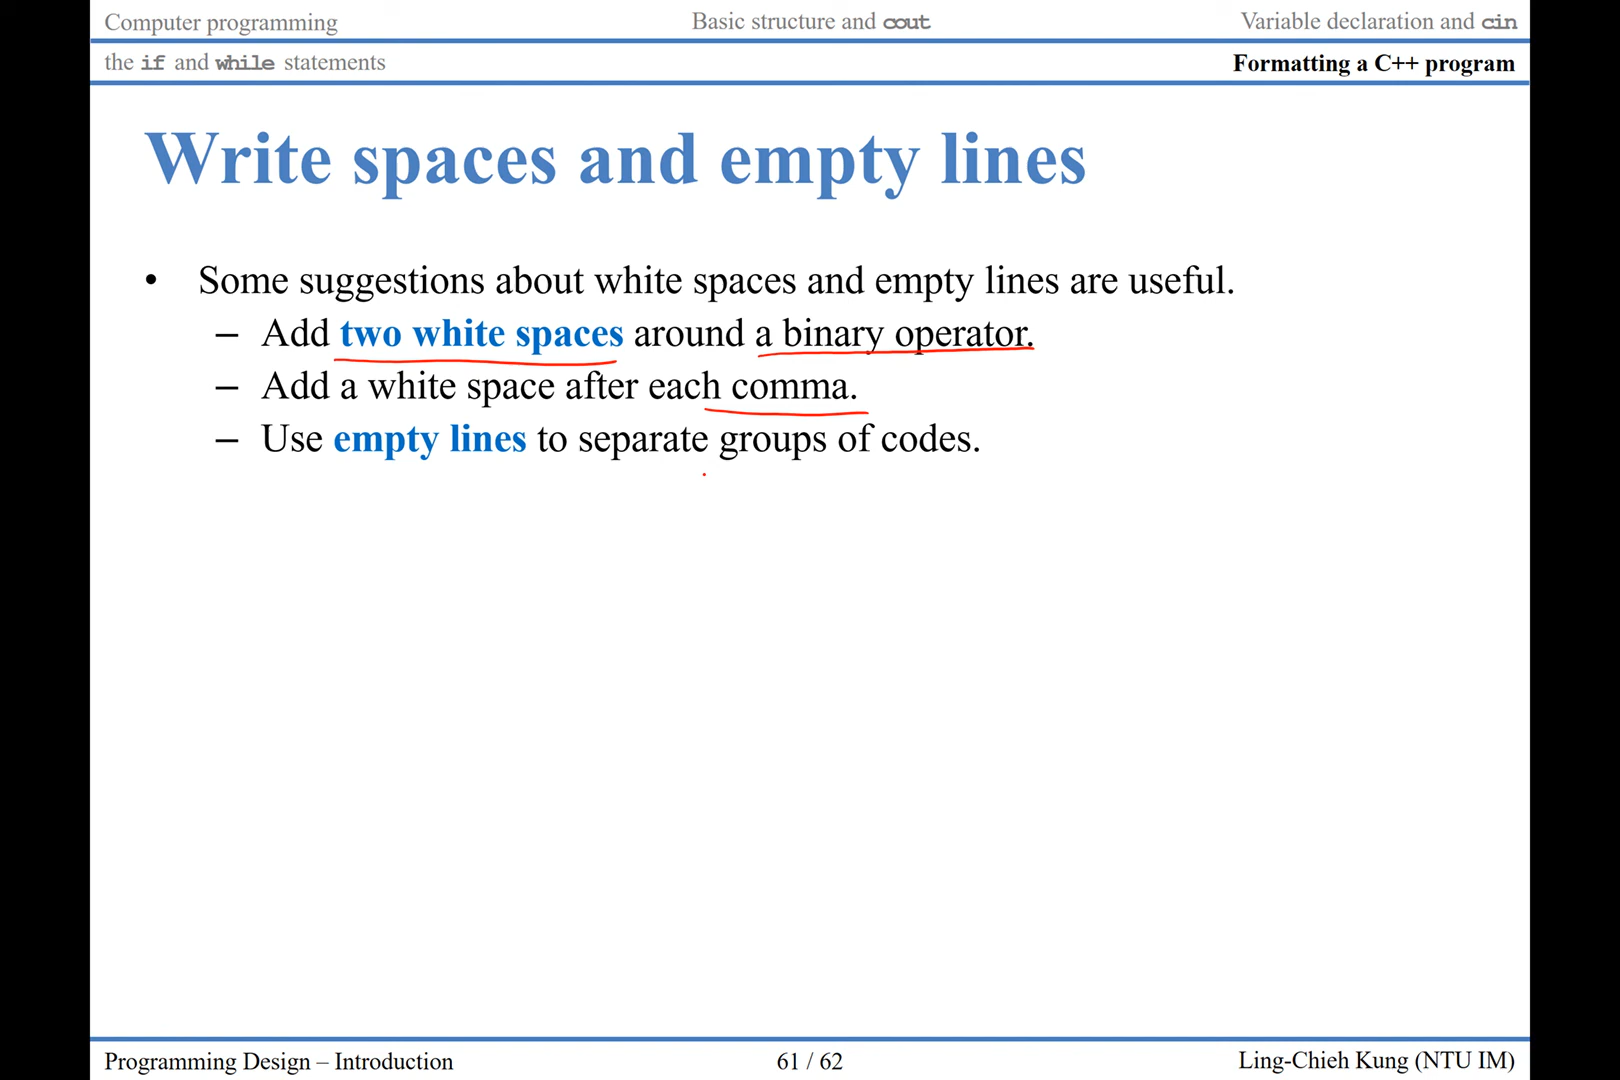 Computer programming Basic structure and cout Variable declaration and cin
the if and while statements Formatting a C++ program
Write spaces and empty lines
• Some suggestions about white spaces and empty lines are useful.
– Add two white spaces around a binary operator.
– Add a white space after each comma.
– Use empty lines to separate groups of codes.
Programming Design – Introduction 61 / 62 Ling-Chieh Kung (NTU IM)